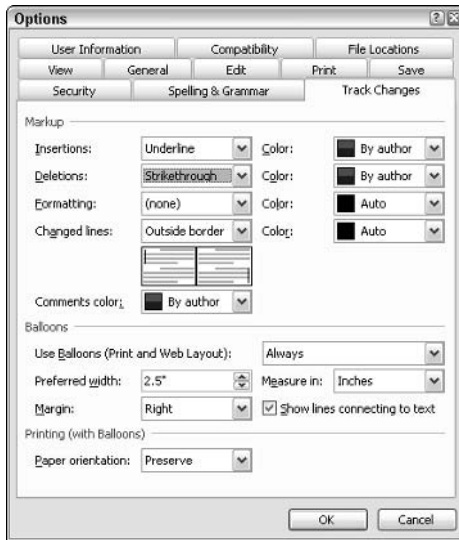 Options
User Information Compatibility File Locations
View General Edit Print Save
Security Spelling & Grammar Track Changes
Markup
Insertions: Underline Color: By author
Deletions: Strikethrough Color: By author
Formatting: (none) Color: Auto
Changed lines: Outside border Color: Auto
Comments color: By author
Balloons
Use Balloons (Print and Web Layout): Always
Preferred width: 2.5" Measure in: Inches
Margin: Right Show lines connecting to text
Printing (with Balloons)
Paper orientation: Preserve
OK Cancel